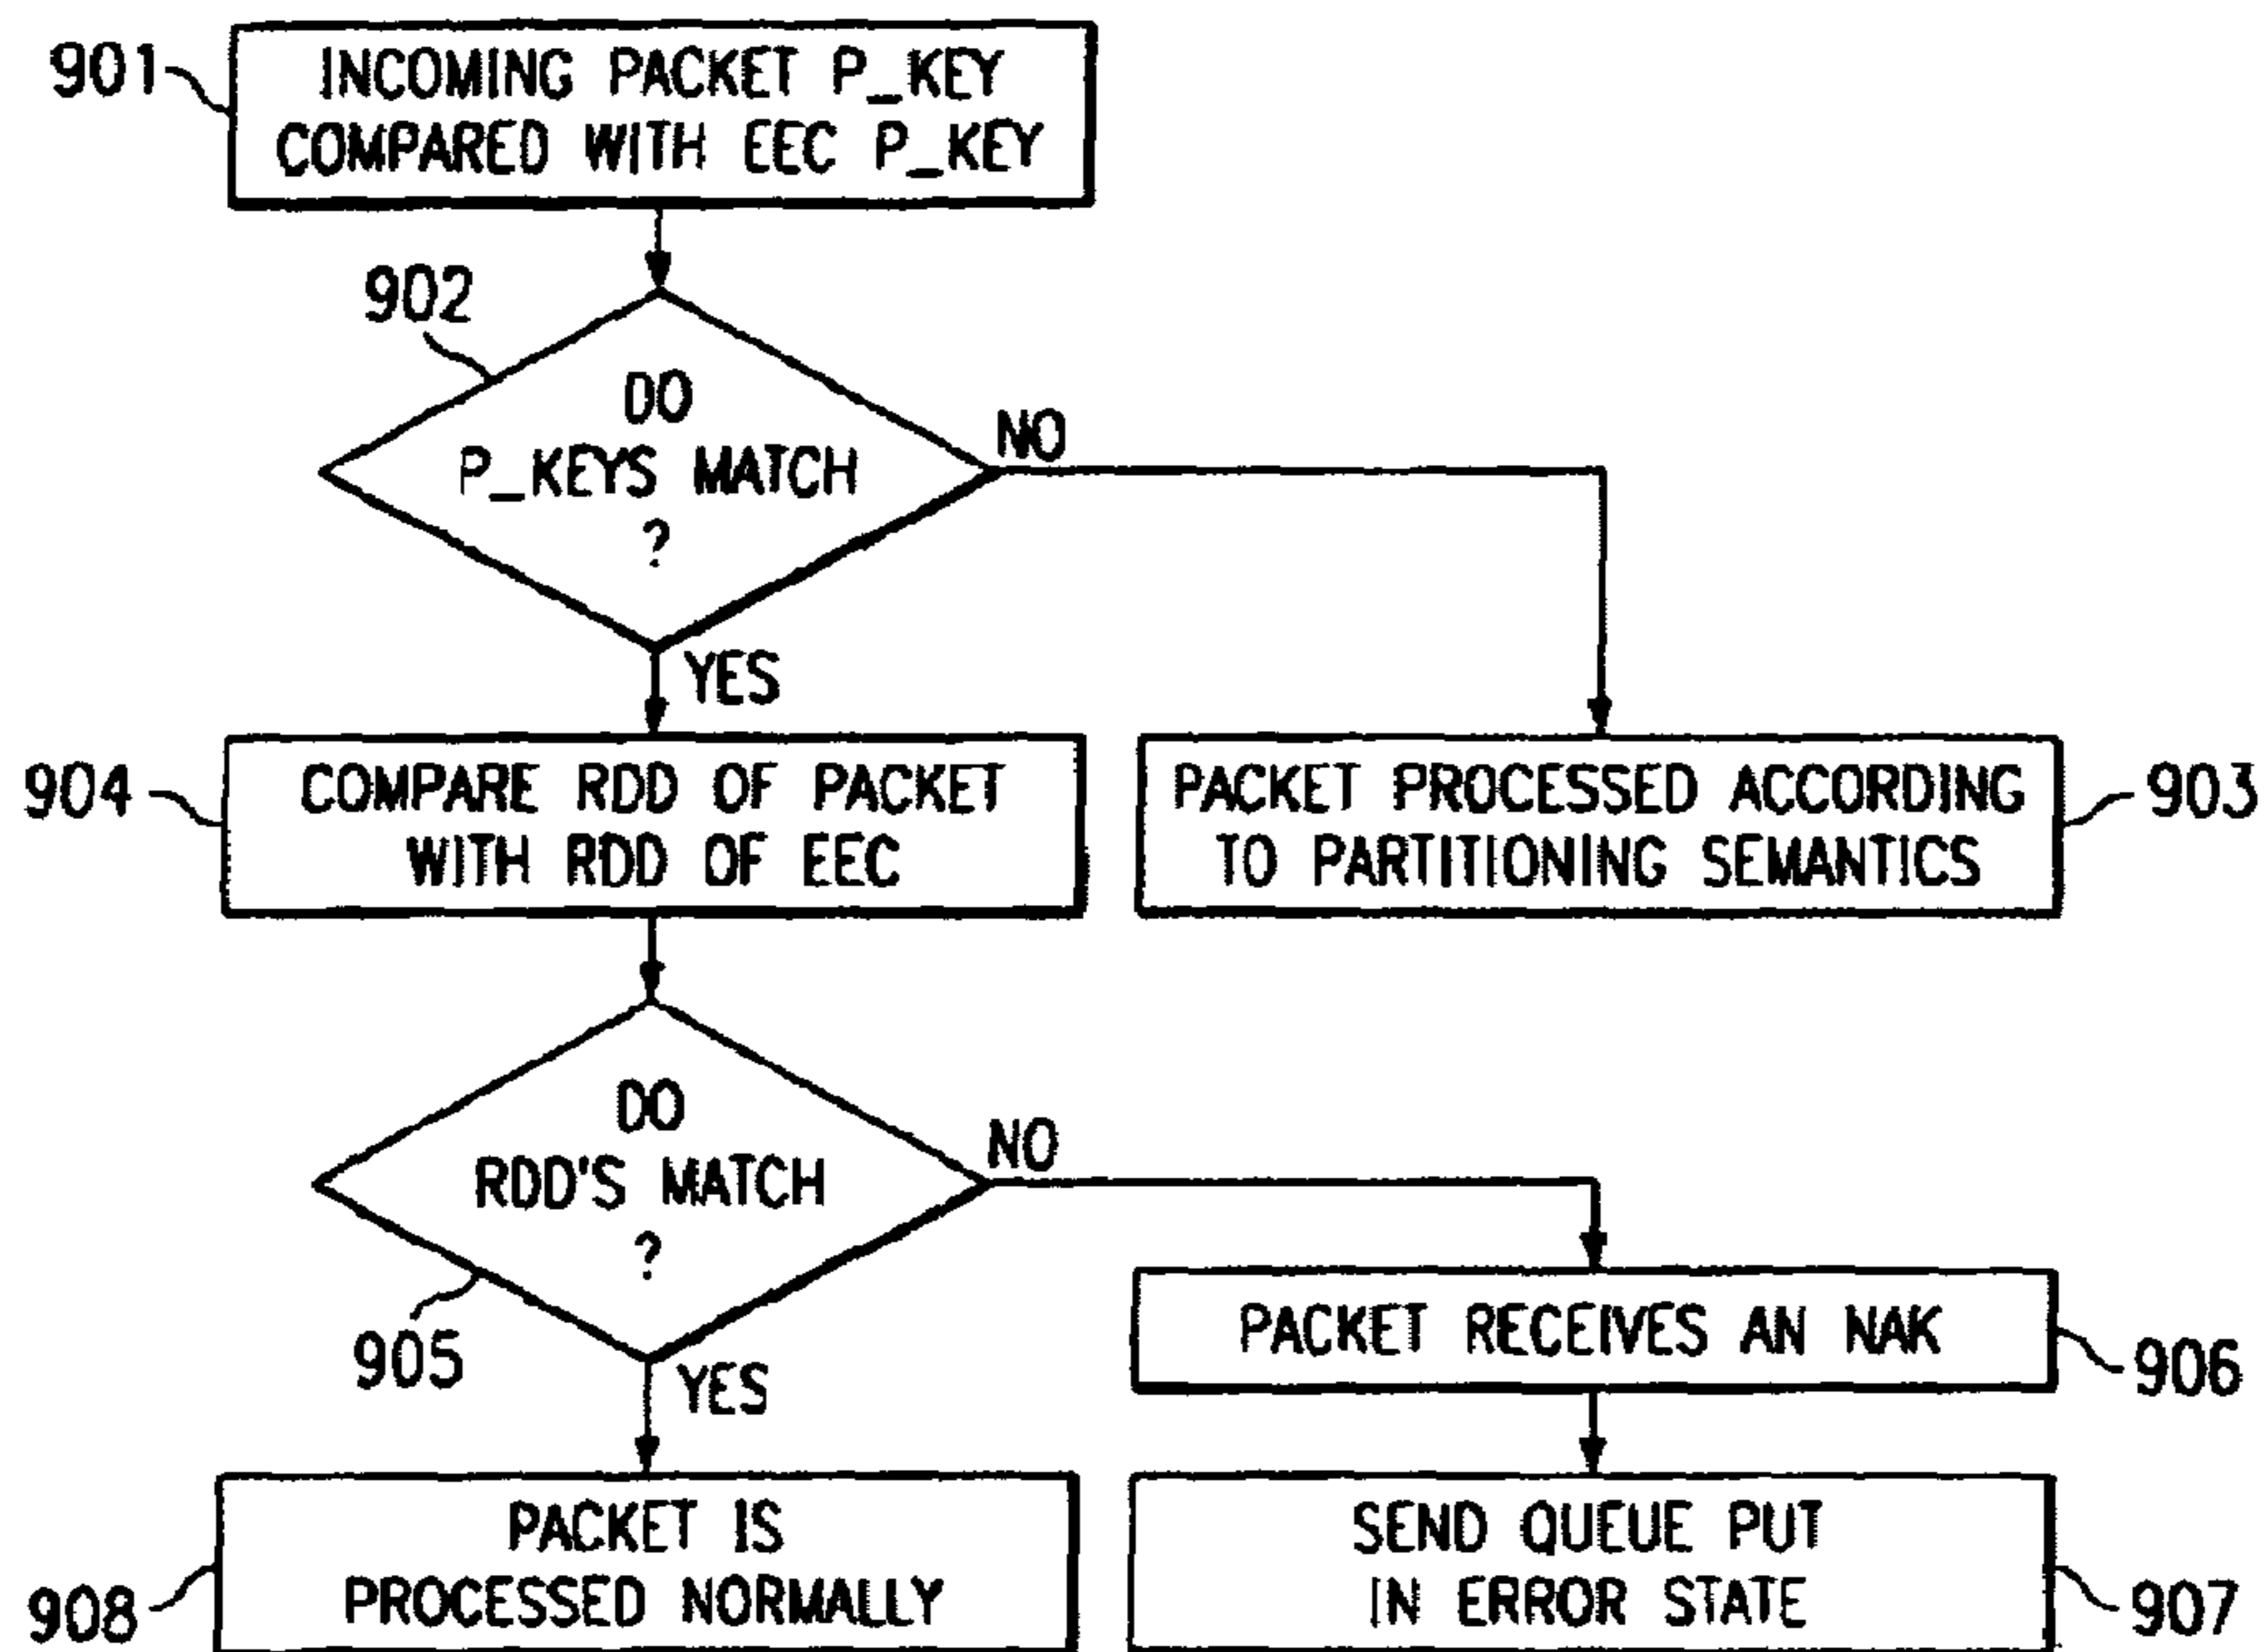 901
INCOMING PACKET P_KEY
COMPARED WITH EEC P_KEY
902
DO
P_KEY'S MATCH
?
NO
YES
904
COMPARE RDD OF PACKET
WITH RDD OF EEC
PACKET PROCESSED ACCORDING
TO PARTITIONING SEMANTICS
903
DO
RDD'S MATCH
?
NO
905
YES
PACKET RECEIVES AN NAK
906
908
PACKET IS
PROCESSED NORMALLY
SEND QUEUE PUT
IN ERROR STATE
907